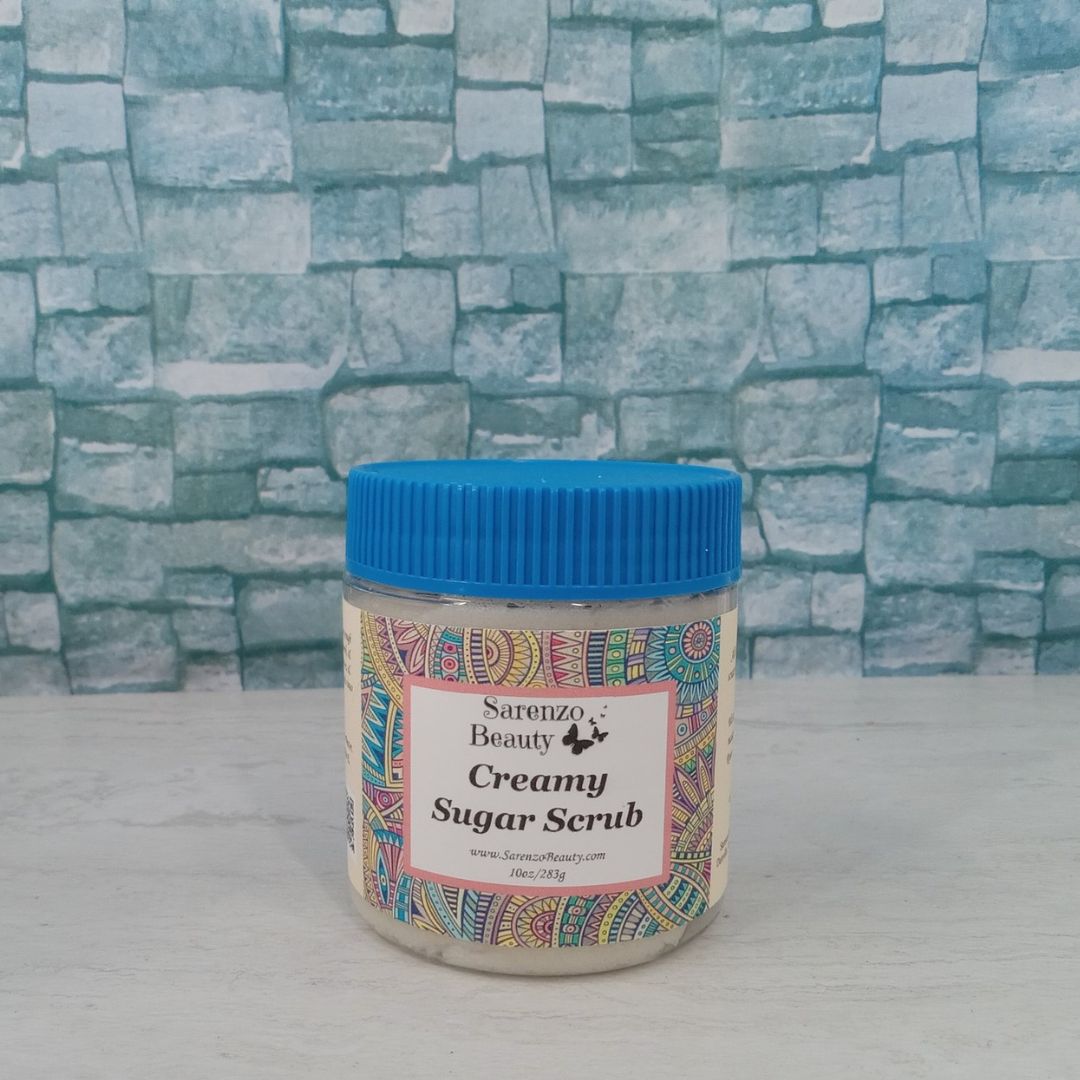 Sarenzo
Beauty
Creamy
Sugar Scrub
www.SarenzoBeauty.com
10oz/283g